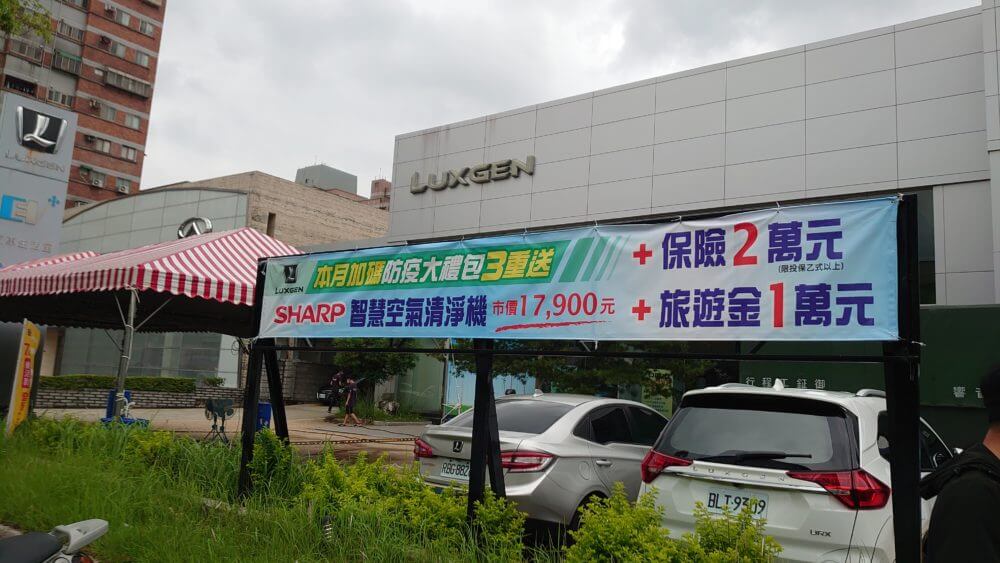 LUXGEN
LUXGEN
LUXGEN
本月加碼防疫大禮包3重送
SHARP 智慧空氣清淨機 市價17,900元
+ 保險2萬元
(限投保乙式以上)
+ 旅遊金1萬元
LUXGEN
URX